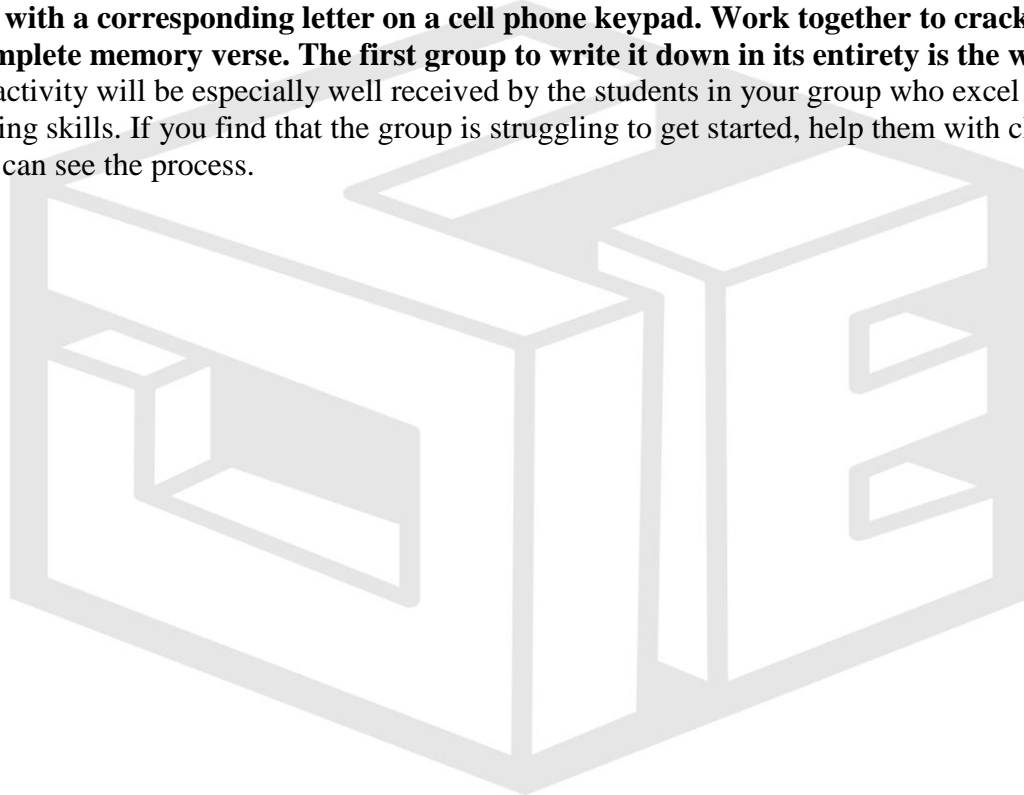 with a corresponding letter on a cell phone keypad. Work together to crack
mplete memory verse. The first group to write it down in its entirety is the w
activity will be especially well received by the students in your group who excel
ing skills. If you find that the group is struggling to get started, help them with c
can see the process.